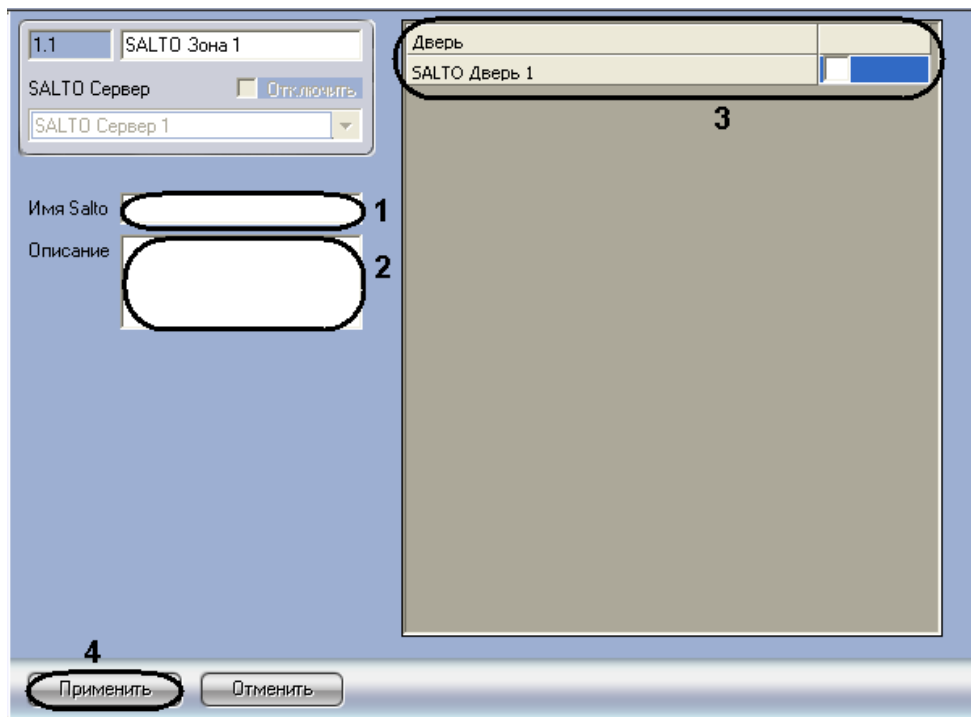 1.1 SALTO Зона 1
SALTO Сервер Отключить
SALTO Сервер 1
Имя Salto 1
Описание 2
Дверь
SALTO Дверь 1
3
4
Применить Отменить